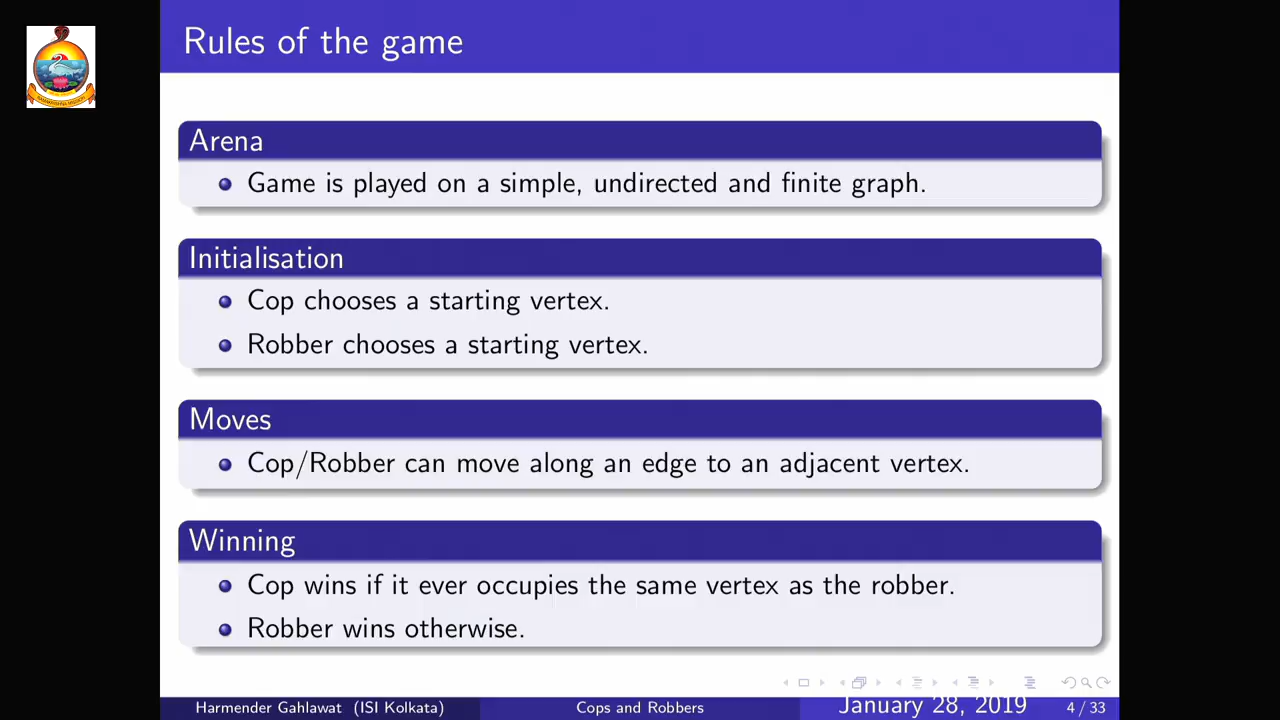 Rules of the game
Arena
Game is played on a simple, undirected and finite graph.
Initialisation
Cop chooses a starting vertex.
Robber chooses a starting vertex.
Moves
Cop/Robber can move along an edge to an adjacent vertex.
Winning
Cop wins if it ever occupies the same vertex as the robber.
Robber wins otherwise.
Harmender Gahlawat (ISI Kolkata) Cops and Robbers January 28, 2019 4 / 33